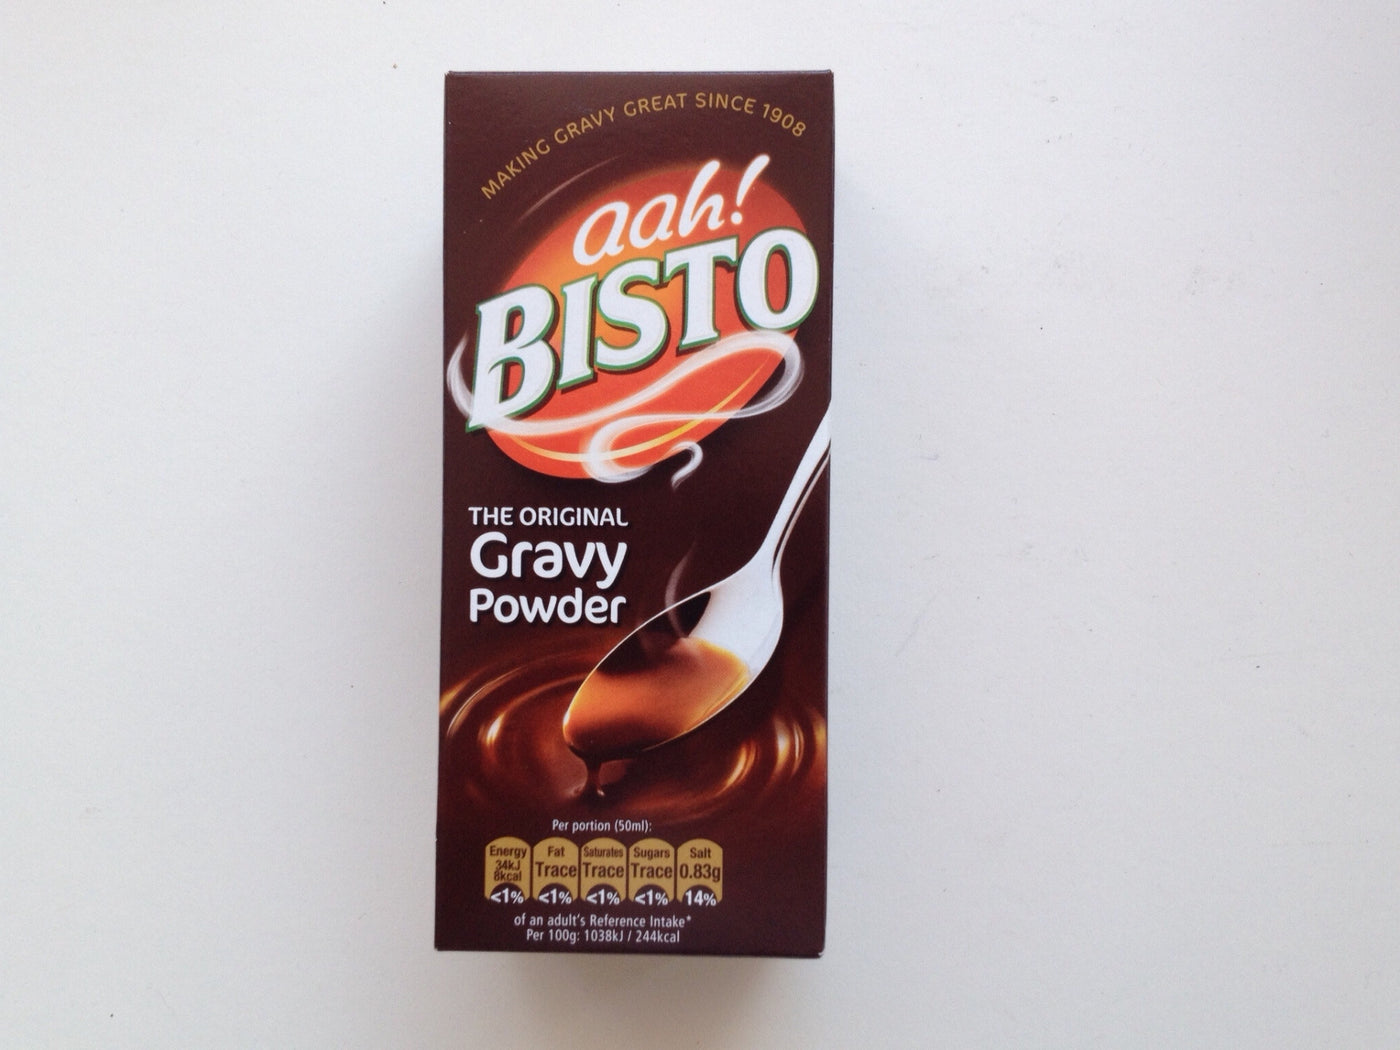 MAKING GRAVY GREAT SINCE 1908
aah!
BISTO
THE ORIGINAL
Gravy
Powder
Per portion (50ml):
Energy Fat Saturates Sugars Salt
34kJ
8kcal Trace Trace Trace 0.83g
<1% <1% <1% <1% 14%
of an adult's Reference Intake*
Per 100g: 1038kJ / 244kcal